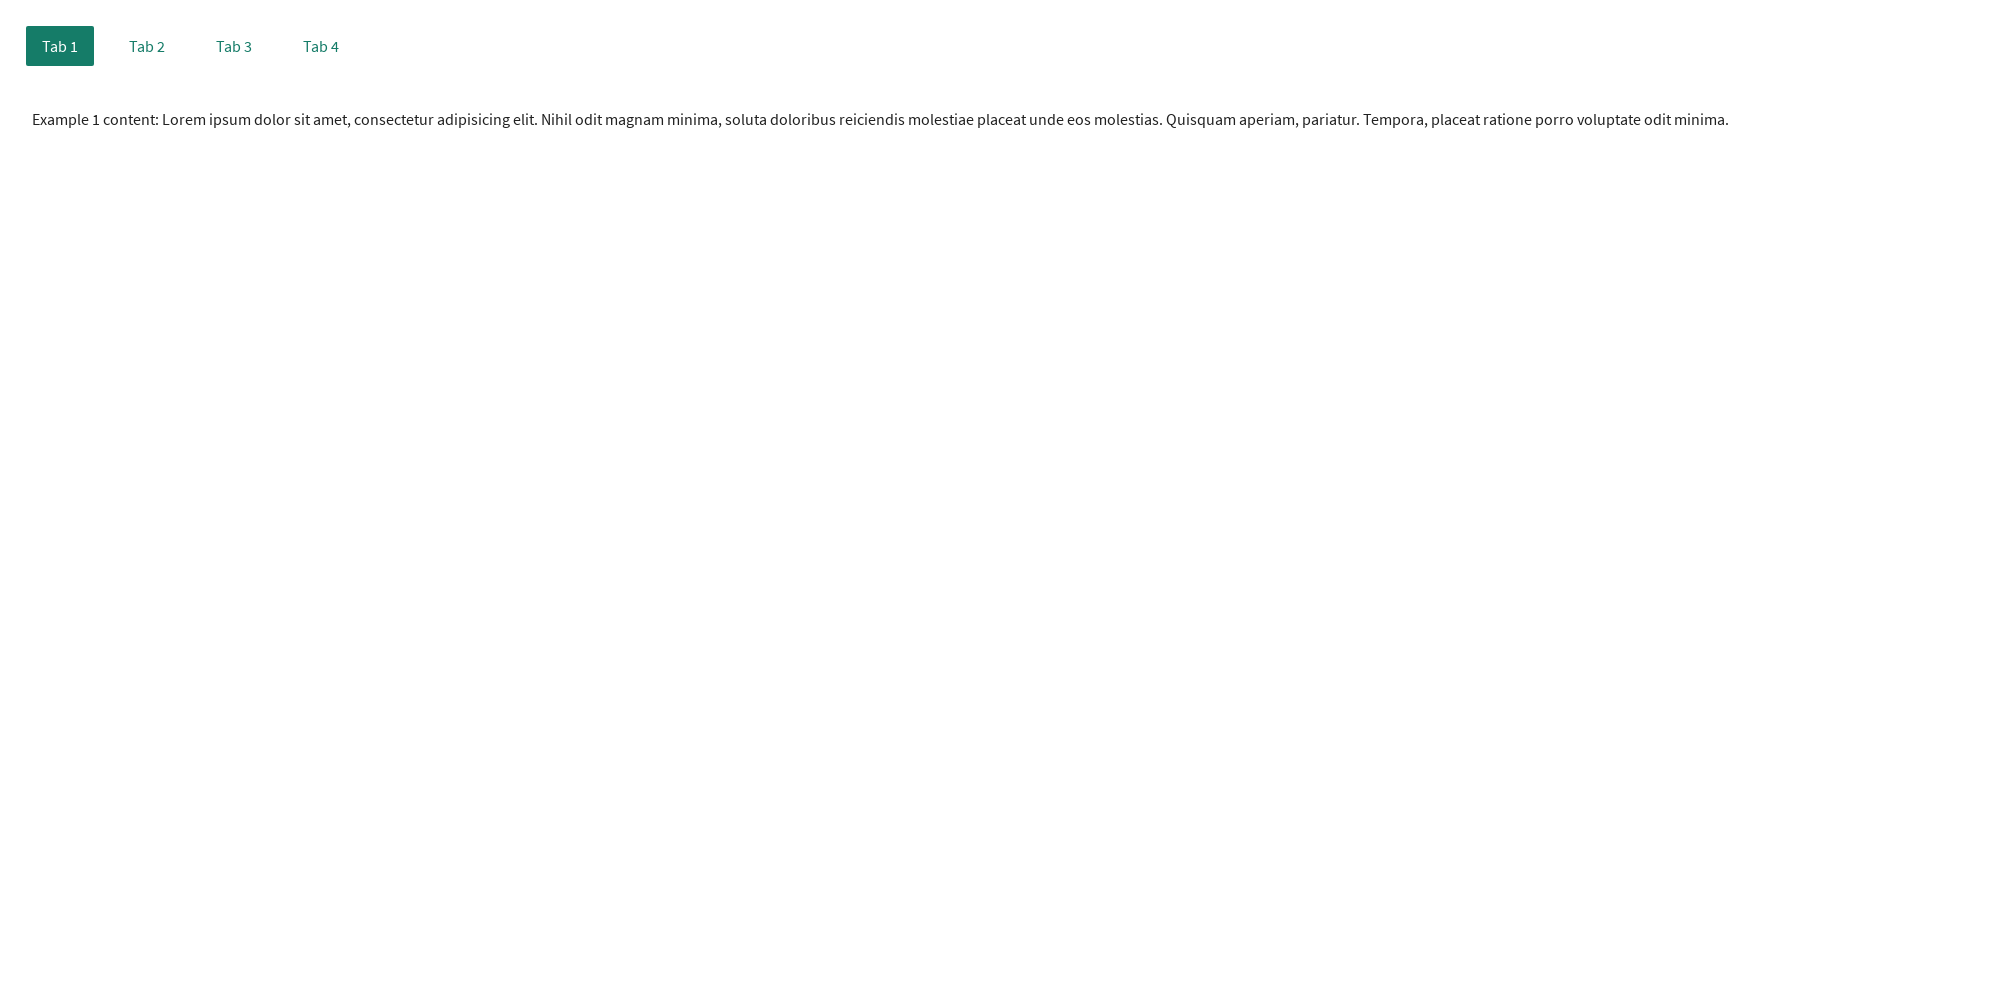 Tab 1 Tab 2 Tab 3 Tab 4
Example 1 content: Lorem ipsum dolor sit amet, consectetur adipisicing elit. Nihil odit magnam minima, soluta doloribus reiciendis molestiae placeat unde eos molestias. Quisquam aperiam, pariatur. Tempora, placeat ratione porro voluptate odit minima.